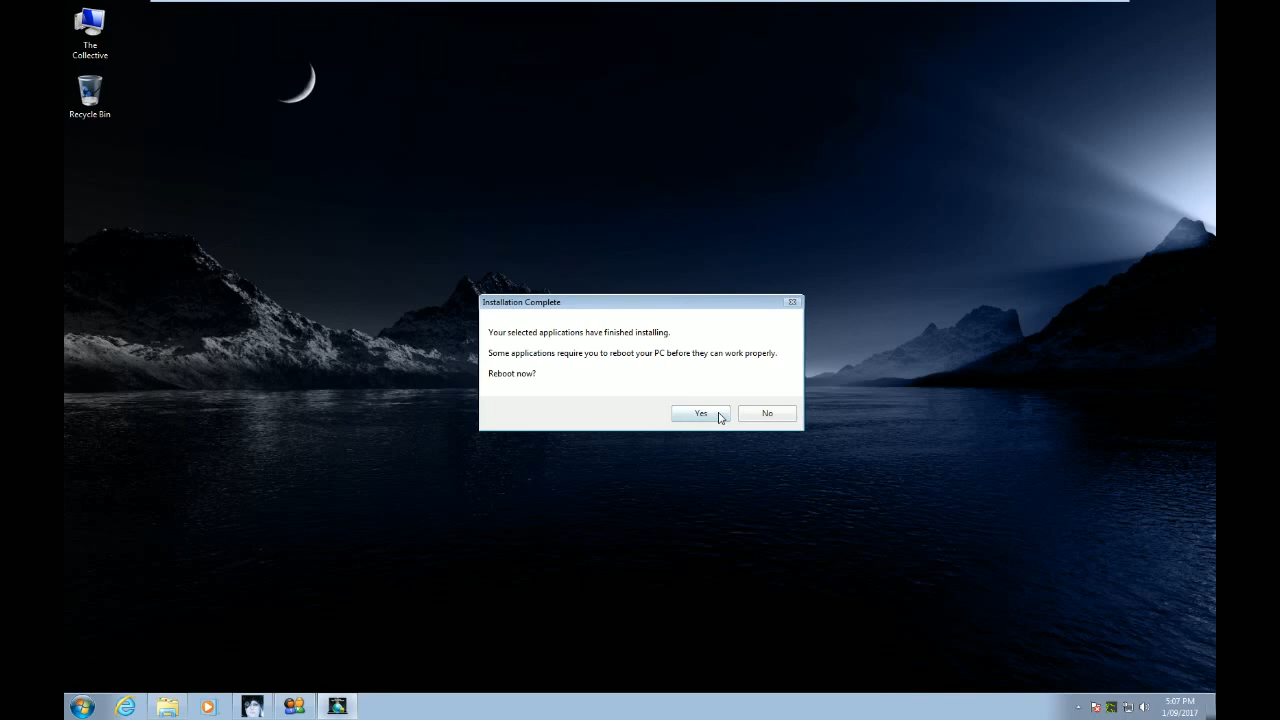 The
Collective
Recycle Bin
Installation Complete
Your selected applications have finished installing.
Some applications require you to reboot your PC before they can work properly.
Reboot now?
Yes
No
5:07 PM
1/09/2017